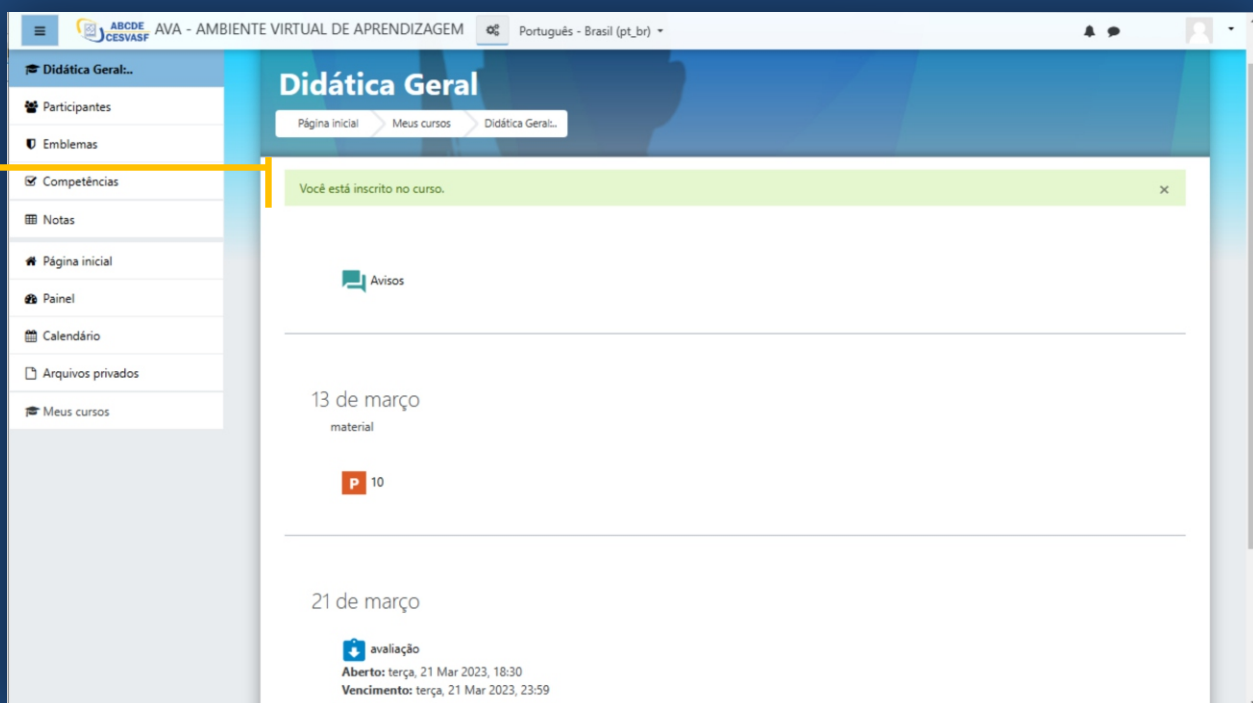 ABCDE
CESVASF
AVA - AMBIENTE VIRTUAL DE APRENDIZAGEM
Português - Brasil (pt_br)
Didática Geral:..
Participantes
Emblemas
Competências
Notas
Página inicial
Painel
Calendário
Arquivos privados
Meus cursos
Didática Geral
Página inicial Meus cursos Didática Geral:..
Você está inscrito no curso. ×
Avisos
13 de março
material
P 10
21 de março
avaliação
Aberto: terça, 21 Mar 2023, 18:30
Vencimento: terça, 21 Mar 2023, 23:59